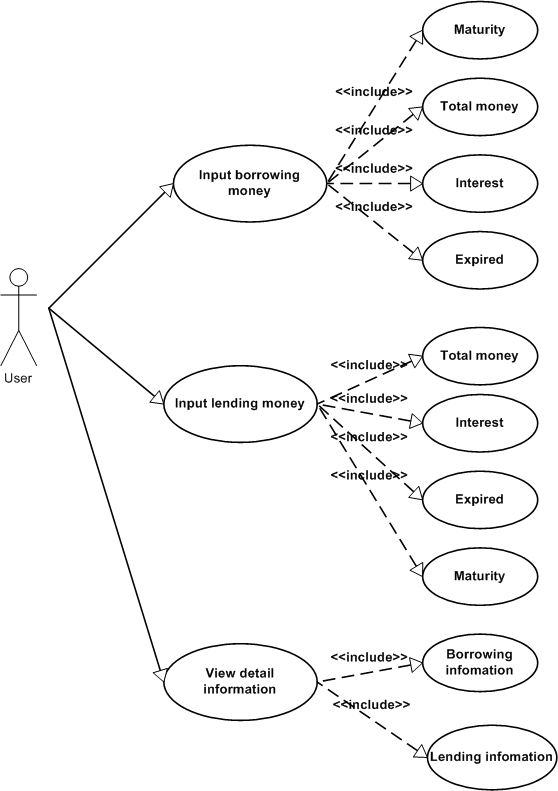 Maturity
<<include>>
Total money
<<include>>
Input borrowing
money
<<include>>
Interest
<<include>>
Expired
User
Total money
<<include>>
Input lending money
<<include>>
Interest
<<include>>
<<include>>
Expired
Maturity
View detail
information
<<include>>
Borrowing
infomation
<<include>>
Lending infomation